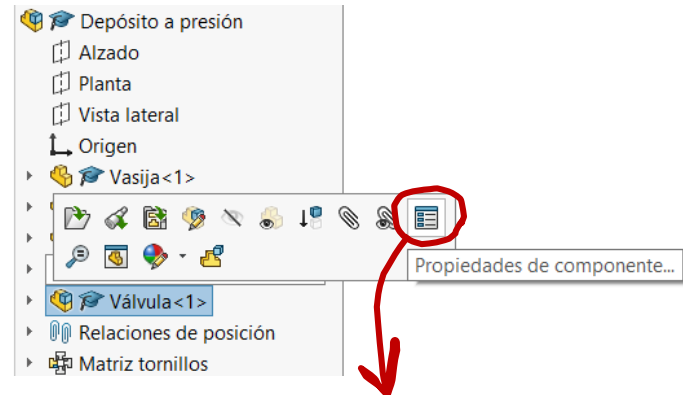 Depósito a presión
Alzado
Planta
Vista lateral
Origen
Vasija<1>
Propiedades de componente...
Válvula<1>
Relaciones de posición
Matriz tornillos